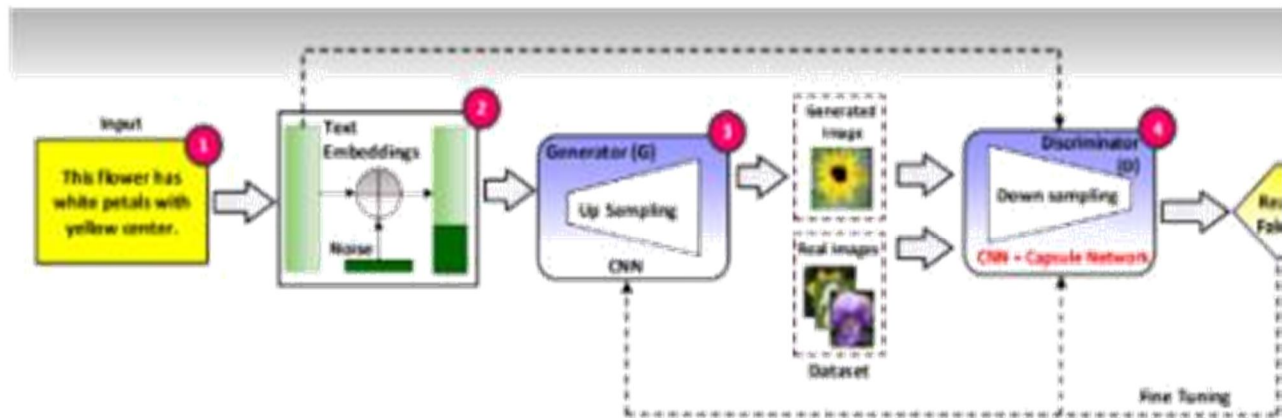 Input
1
This flower has
white petals with
yellow center.
2
Text
Embeddings
Noise
3
Generator (G)
Up Sampling
CNN
Generated
Image
Real Images
Dataset
4
Discriminator
(D)
Down sampling
CNN + Capsule Network
Fine Tuning